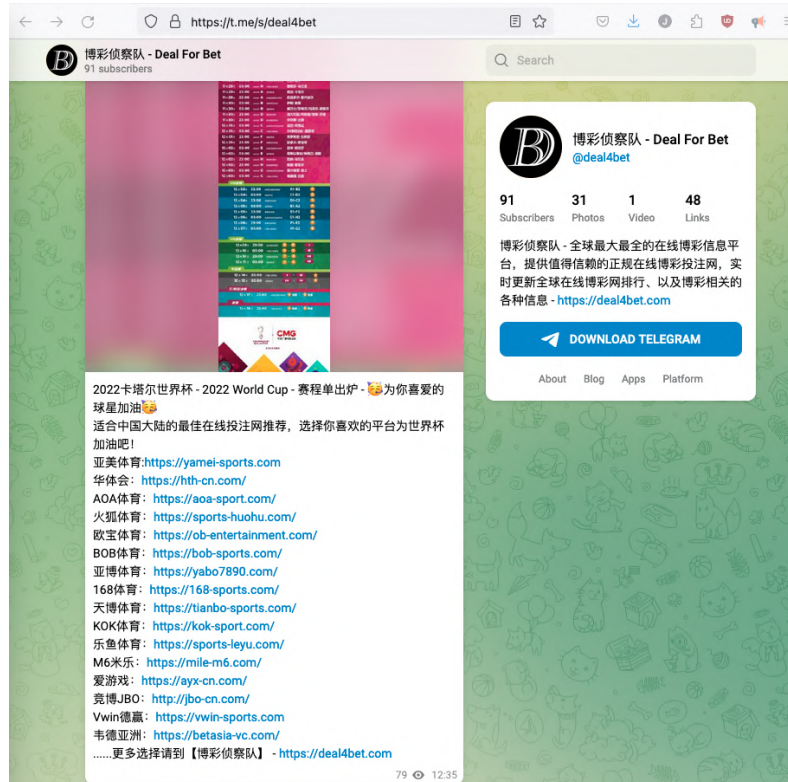 https://t.me/s/deal4bet
博彩侦察队 - Deal For Bet
91 subscribers
Search
CMG
2022卡塔尔世界杯 - 2022 World Cup - 赛程单出炉 - 🥳为你喜爱的
球星加油🥳
适合中国大陆的最佳在线投注网推荐，选择你喜欢的平台为世界杯
加油吧！
亚美体育:https://yamei-sports.com
华体会：https://hth-cn.com/
AOA体育：https://aoa-sport.com/
火狐体育：https://sports-huohu.com/
欧宝体育：https://ob-entertainment.com/
BOB体育：https://bob-sports.com/
亚博体育：https://yabo7890.com/
168体育：https://168-sports.com/
天博体育：https://tianbo-sports.com/
KOK体育：https://kok-sport.com/
乐鱼体育：https://sports-leyu.com/
M6米乐：https://mile-m6.com/
爱游戏：https://ayx-cn.com/
竞博JBO：http://jbo-cn.com/
Vwin德赢：https://vwin-sports.com
韦德亚洲：https://betasia-vc.com/
......更多选择请到【博彩侦察队】 - https://deal4bet.com
79 12:35
博彩侦察队 - Deal For Bet
@deal4bet
91 31 1 48
Subscribers Photos Video Links
博彩侦察队 - 全球最大最全的在线博彩信息平
台，提供值得信赖的正规在线博彩投注网，实
时更新全球在线博彩网排行、以及博彩相关的
各种信息 - https://deal4bet.com
DOWNLOAD TELEGRAM
About Blog Apps Platform